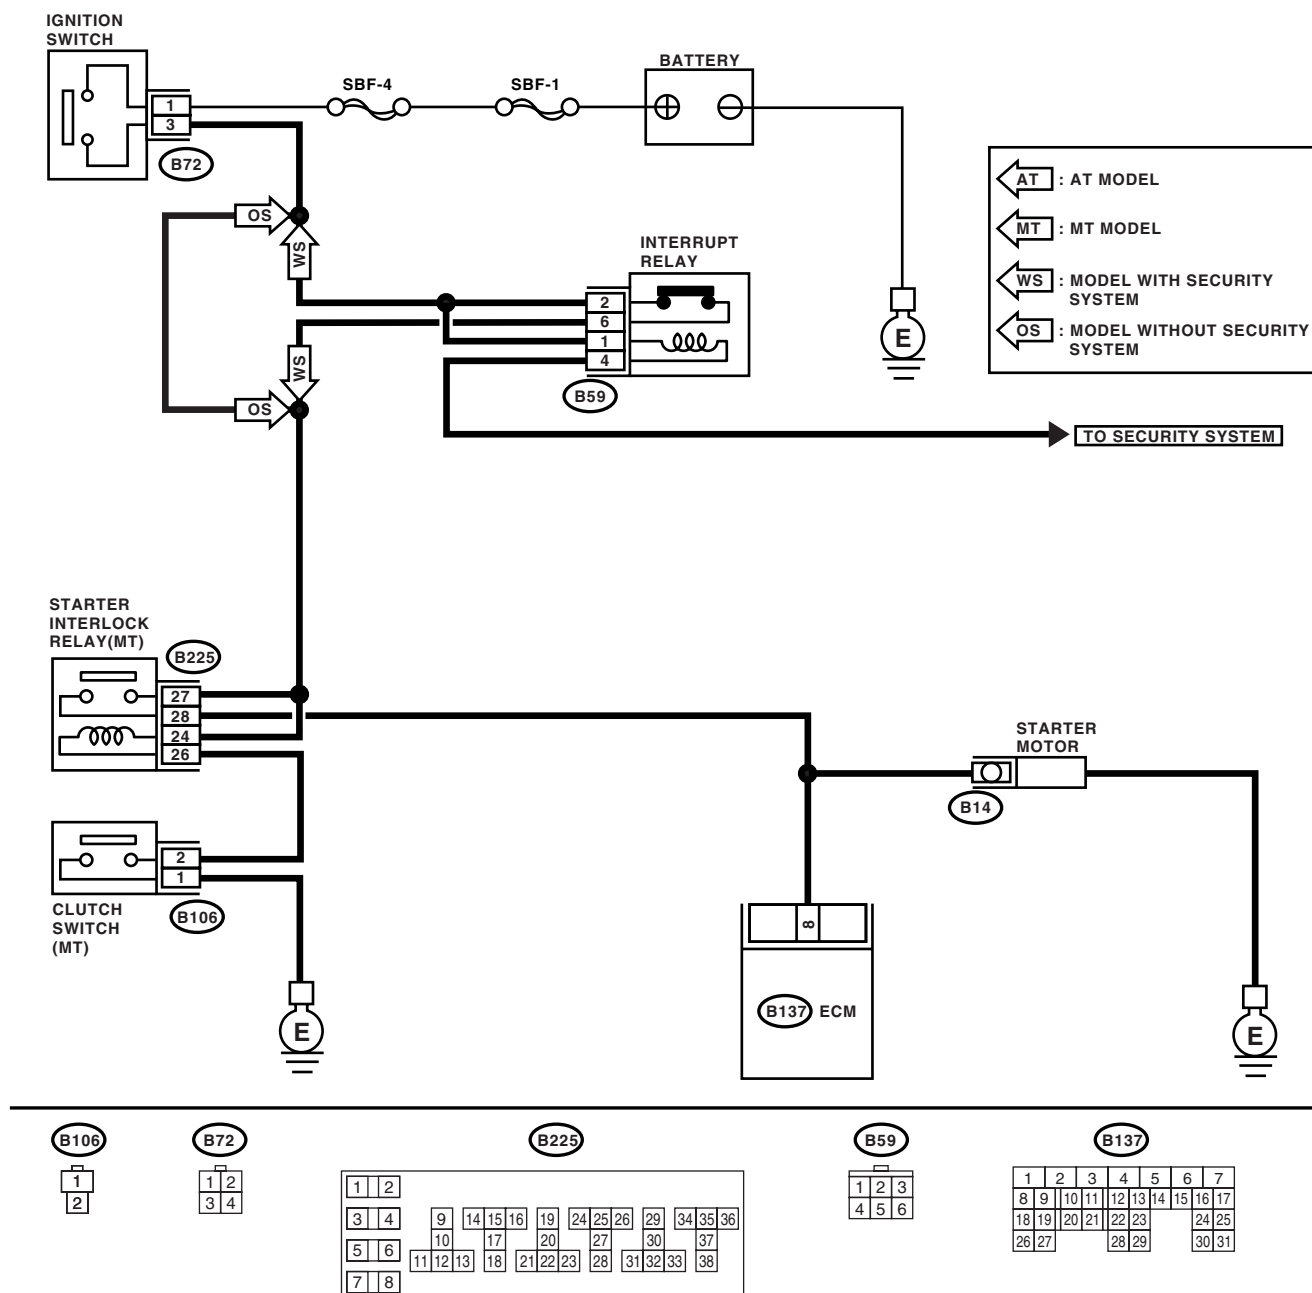 IGNITION
SWITCH
1
3
B72
SBF-4
SBF-1
BATTERY
AT : AT MODEL
MT : MT MODEL
WS : MODEL WITH SECURITY
SYSTEM
OS : MODEL WITHOUT SECURITY
SYSTEM
OS
WS
INTERRUPT
RELAY
2
6
1
4
B59
E
WS
OS
TO SECURITY SYSTEM
STARTER
INTERLOCK
RELAY(MT)
B225
27
28
24
26
STARTER
MOTOR
B14
2
1
B106
CLUTCH
SWITCH
(MT)
8
B137 ECM
E
E
B106
1
2
B72
1 2
3 4
B225
1 2
3 4 9 14 15 16 19 24 25 26 29 34 35 36
10 17 20 27 30 37
5 6 11 12 13 18 21 22 23 28 31 32 33 38
7 8
B59
1 2 3
4 5 6
B137
1 2 3 4 5 6 7
8 9 10 11 12 13 14 15 16 17
18 19 20 21 22 23 24 25
26 27 28 29 30 31